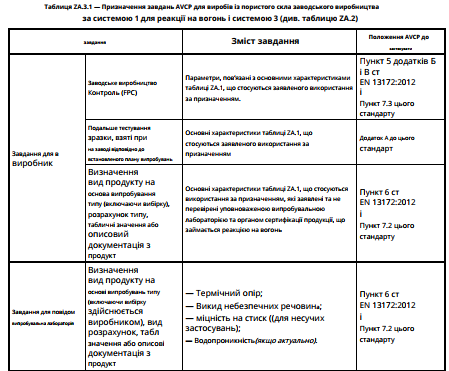 Таблиця ZA.3.1 — Призначення завдань AVCP для виробів із пористого скла заводського виробництва
за системою 1 для реакції на вогонь і системою 3 (див. таблицю ZA.2)
завдання
Зміст завдання
Положення AVCP до
застосувати
Завдання для в
виробник
Заводське виробництво
Контроль (FPC)
Параметри, пов'язані з основними характеристиками
таблиці ZA.1, що стосуються заявленого використання
за призначенням.
Пункт 5 додатків Б
і В ст
EN 13172:2012
і
Пункт 7.3 цього
стандарту
Подальше тестування
зразки, взяті при
на заводі відповідно до
встановленого плану випробувань
Основні характеристики таблиці ZA.1, що
стосуються заявленого використання за
призначенням
Додаток A до цього
стандарт
Визначення
вид продукту на
основа випробування
типу (включаючи вибірку),
розрахунок типу,
табличні значення або
описовий
документація з
продукт
Основні характеристики таблиці ZA.1, що стосуються
використання за призначенням, які заявлені та не
перевірені уповноваженою випробувальною
лабораторією та органом сертифікації продукції, що
займається реакцією на вогонь
Пункт 6 ст
EN 13172:2012
і
Пункт 7.2 цього
стандарту
Завдання для повідом
випробувальна лабораторія
Визначення
вид продукту на
основі випробувань типу
(включаючи вибірку
здійснюється
виробником), вид
розрахунок, табл
значення або описові
документація з
продукт
— Термічний опір;
— Викид небезпечних речовин;
— міцність на стиск ((для несучих
застосувань);
— Водопроникність(якщо актуально).
Пункт 6 ст
EN 13172:2012
і
Пункт 7.2 цього
стандарту